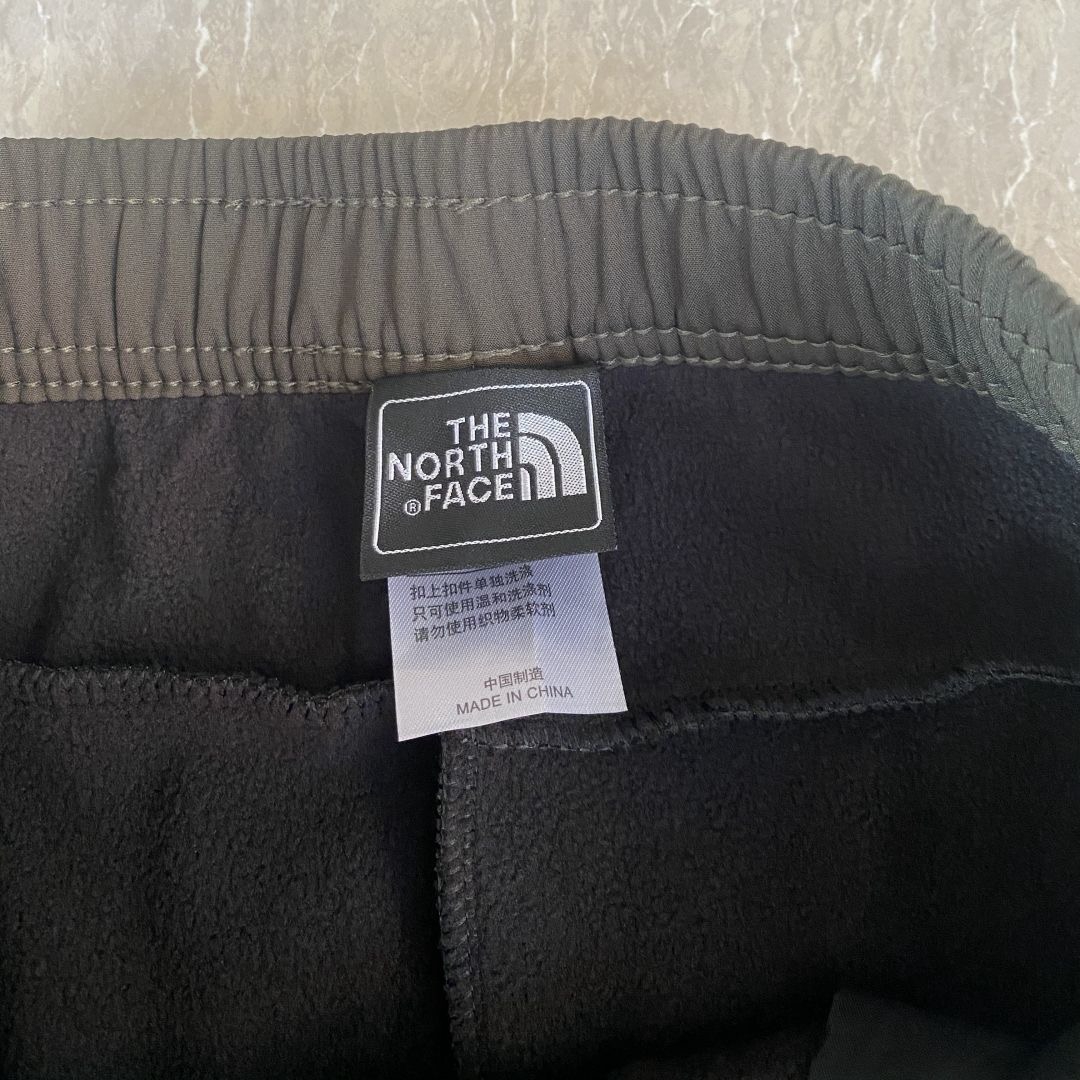 THE
NORTH
®FACE
扣上扣件单独洗涤
只可使用温和洗涤剂
请勿使用织物柔软剂
中国制造
MADE IN CHINA